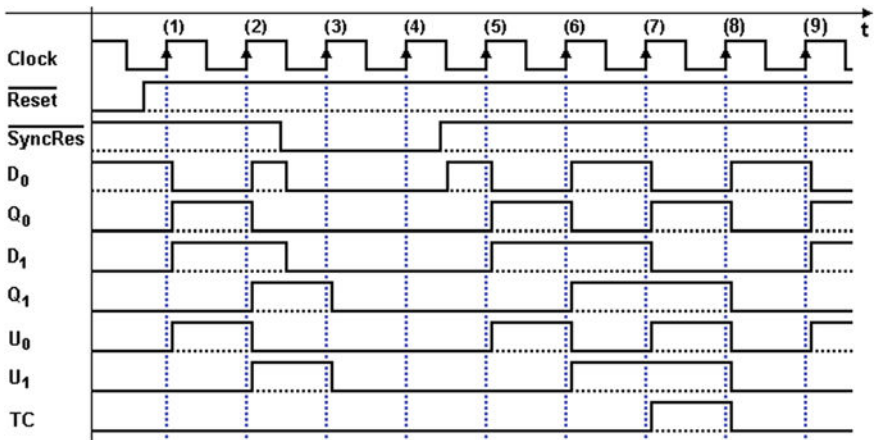 (1) (2) (3) (4) (5) (6) (7) (8) (9) t
Clock
Reset
SyncRes
D0
Q0
D1
Q1
U0
U1
TC